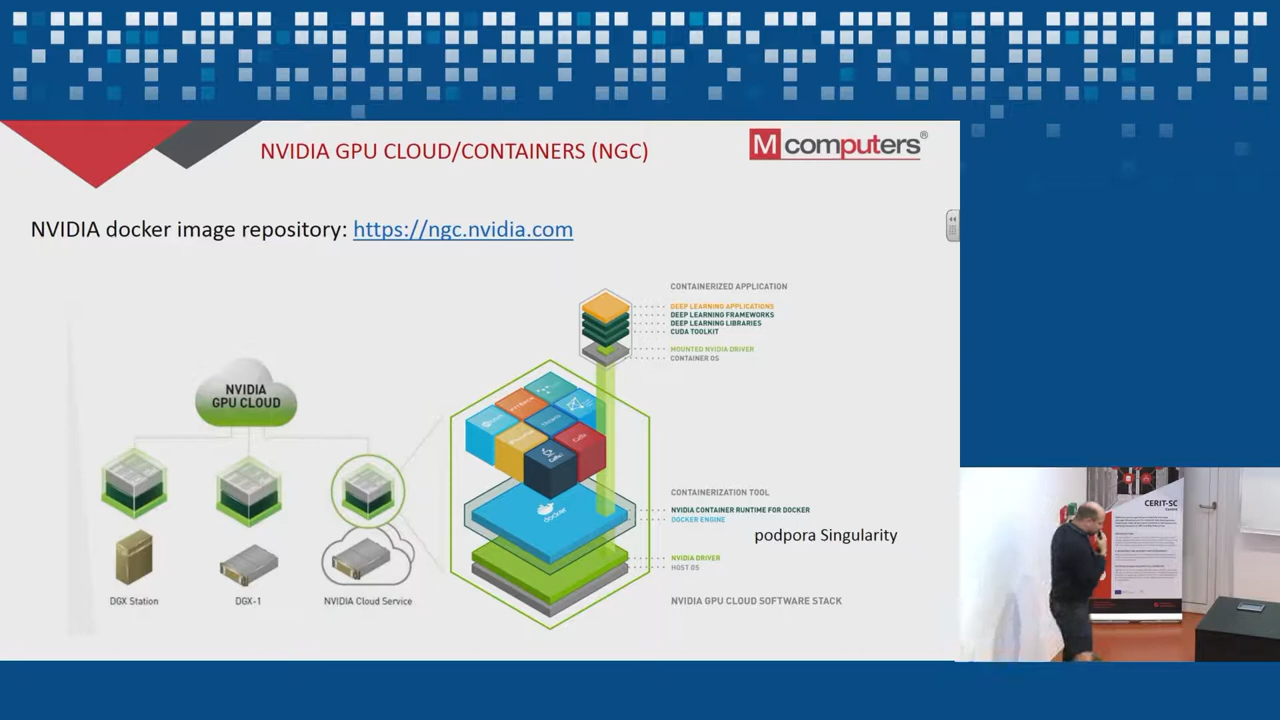 NVIDIA GPU CLOUD/CONTAINERS (NGC)
M computers®
NVIDIA docker image repository: https://ngc.nvidia.com
CONTAINERIZED APPLICATION
DEEP LEARNING APPLICATIONS
DEEP LEARNING FRAMEWORKS
DEEP LEARNING LIBRARIES
CUDA TOOLKIT
MOUNTED NVIDIA DRIVER
CONTAINER OS
NVIDIA
GPU CLOUD
docker
CONTAINERIZATION TOOL
NVIDIA CONTAINER RUNTIME FOR DOCKER
DOCKER ENGINE
podpora Singularity
NVIDIA DRIVER
HOST OS
NVIDIA GPU CLOUD SOFTWARE STACK
DGX Station
DGX-1
NVIDIA Cloud Service
CERIT-SC